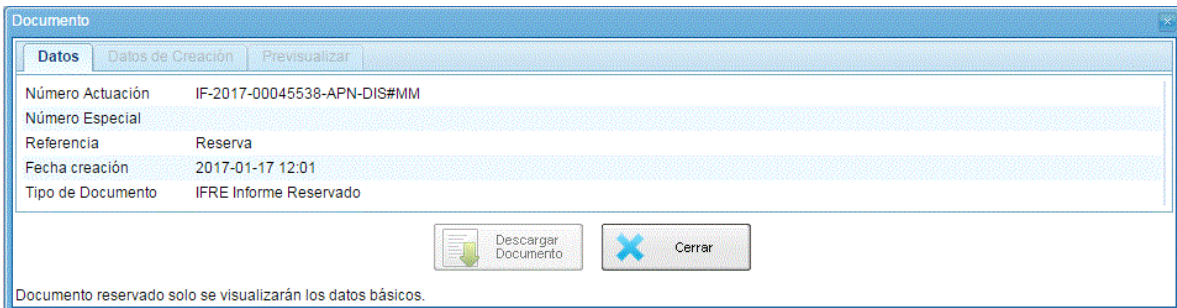 Documento
Datos Datos de Creación Previsualizar
Número Actuación IF-2017-00045538-APN-DIS#MM
Número Especial
Referencia Reserva
Fecha creación 2017-01-17 12:01
Tipo de Documento IFRE Informe Reservado
Descargar
Documento
Cerrar
Documento reservado solo se visualizarán los datos básicos.